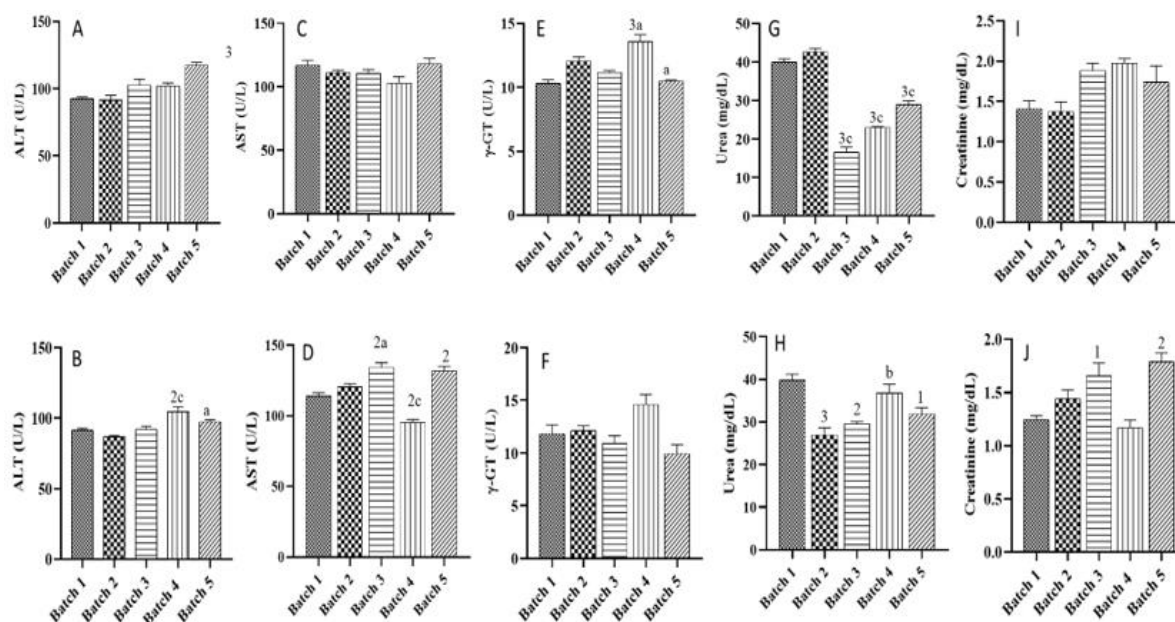 A
ALT (U/L)
150
100
50
0
3
Batch 1
Batch 2
Batch 3
Batch 4
Batch 5
C
AST (U/L)
150
100
50
0
Batch 1
Batch 2
Batch 3
Batch 4
Batch 5
E
γ-GT (U/L)
15
10
5
0
3a
a
Batch 1
Batch 2
Batch 3
Batch 4
Batch 5
G
Urea (mg/dL)
40
30
20
10
0
3c
3c
3c
Batch 1
Batch 2
Batch 3
Batch 4
Batch 5
I
Creatinine (mg/dL)
2.5
2.0
1.5
1.0
0.5
0.0
Batch 1
Batch 2
Batch 3
Batch 4
Batch 5
B
ALT (U/L)
150
100
50
0
2c
a
Batch 1
Batch 2
Batch 3
Batch 4
Batch 5
D
AST (U/L)
150
100
50
0
2a
2c
2
Batch 1
Batch 2
Batch 3
Batch 4
Batch 5
F
γ-GT (U/L)
20
15
10
5
0
Batch 1
Batch 2
Batch 3
Batch 4
Batch 5
H
Urea (mg/dL)
50
40
30
20
10
0
3
2
b
1
Batch 1
Batch 2
Batch 3
Batch 4
Batch 5
J
Creatinine (mg/dL)
2.0
1.5
1.0
0.5
0.0
1
2
Batch 1
Batch 2
Batch 3
Batch 4
Batch 5